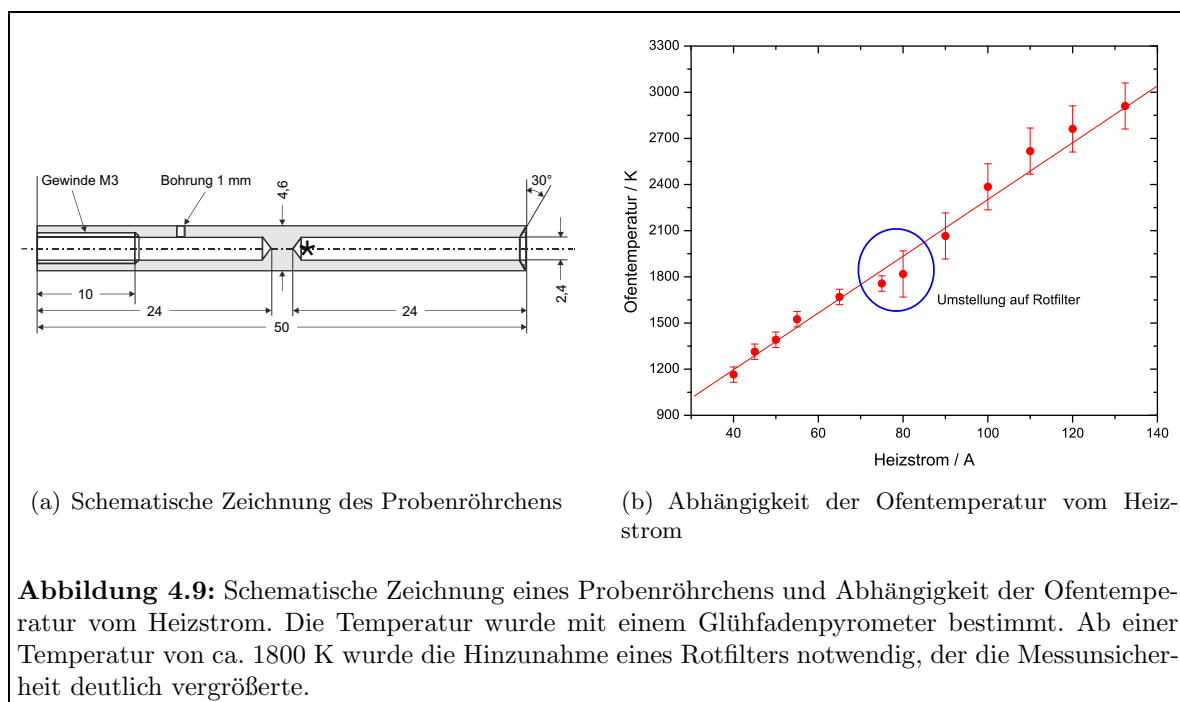 Gewinde M3
Bohrung 1 mm
4,6
30°
2,4
10
24
24
50
3300
3000
2700
2400
2100
1800
1500
1200
900
Ofentemperatur / K
Umstellung auf Rotfilter
40 60 80 100 120 140
Heizstrom / A
(a) Schematische Zeichnung des Probenröhrchens
(b) Abhängigkeit der Ofentemperatur vom Heiz-
strom
Abbildung 4.9: Schematische Zeichnung eines Probenröhrchens und Abhängigkeit der Ofentempe-
ratur vom Heizstrom. Die Temperatur wurde mit einem Glühfadenpyrometer bestimmt. Ab einer
Temperatur von ca. 1800 K wurde die Hinzunahme eines Rotfilters notwendig, der die Messunsicher-
heit deutlich vergrößerte.